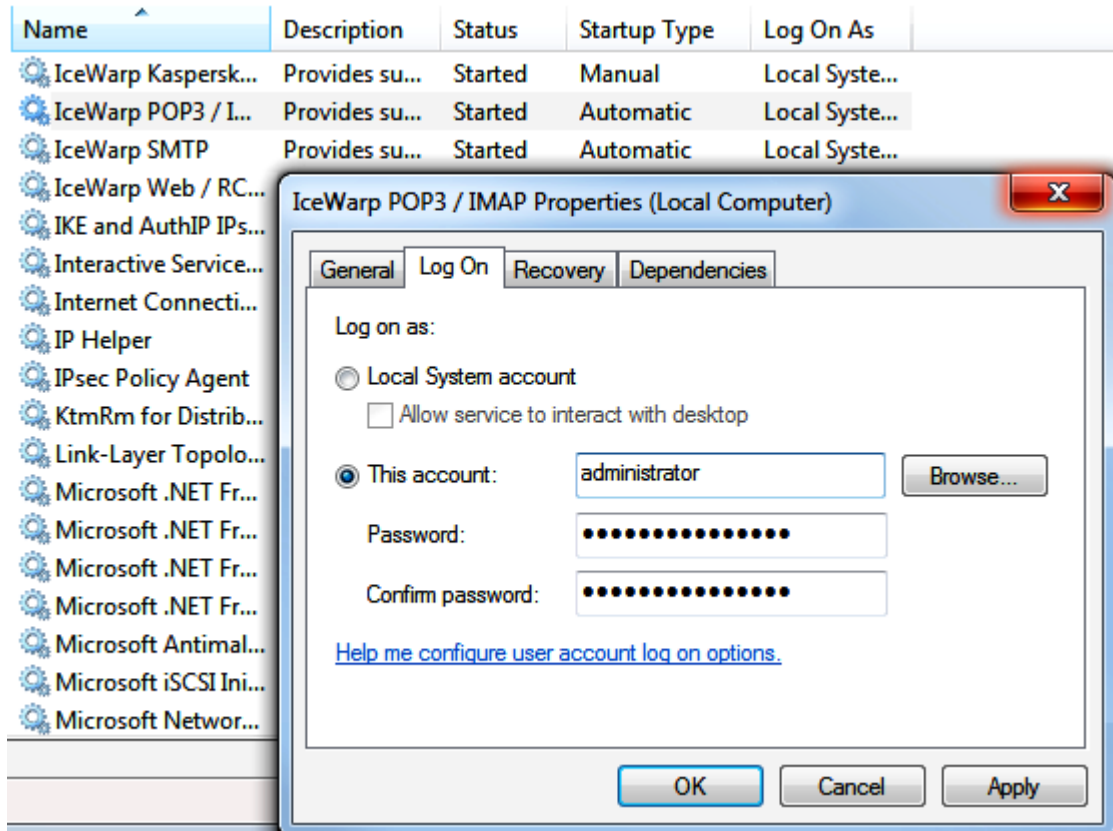 Name Description Status Startup Type Log On As
IceWarp Kaspersk... Provides su... Started Manual Local Syste...
IceWarp POP3 / I... Provides su... Started Automatic Local Syste...
IceWarp SMTP Provides su... Started Automatic Local Syste...
IceWarp Web / RC...
IKE and AuthIP IPs...
Interactive Service...
Internet Connecti...
IP Helper
IPsec Policy Agent
KtmRm for Distrib...
Link-Layer Topolo...
Microsoft .NET Fr...
Microsoft .NET Fr...
Microsoft .NET Fr...
Microsoft .NET Fr...
Microsoft Antimal...
Microsoft iSCSI Ini...
Microsoft Networ...
IceWarp POP3 / IMAP Properties (Local Computer)
General Log On Recovery Dependencies
Log on as:
Local System account
Allow service to interact with desktop
This account: administrator Browse...
Password: ●●●●●●●●●●●●●●●
Confirm password: ●●●●●●●●●●●●●●●
Help me configure user account log on options.
OK Cancel Apply